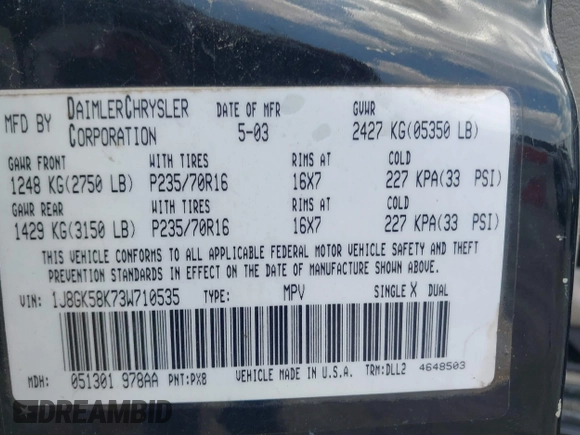 MFD BY DAIMLERCHRYSLER CORPORATION DATE OF MFR 5-03 GVWR 2427 KG(05350 LB)
GAWR FRONT WITH TIRES RIMS AT COLD
1248 KG(2750 LB) P235/70R16 16X7 227 KPA(33 PSI)
GAWR REAR WITH TIRES RIMS AT COLD
1429 KG(3150 LB) P235/70R16 16X7 227 KPA(33 PSI)
THIS VEHICLE CONFORMS TO ALL APPLICABLE FEDERAL MOTOR VEHICLE SAFETY AND THEFT
PREVENTION STANDARDS IN EFFECT ON THE DATE OF MANUFACTURE SHOWN ABOVE.
VIN: 1J8GK58K73W710535 TYPE: MPV SINGLE X DUAL
MDH: 051301 978AA PNT:PX8 VEHICLE MADE IN U.S.A. TRM:DLL2 4648503
DREAMBID